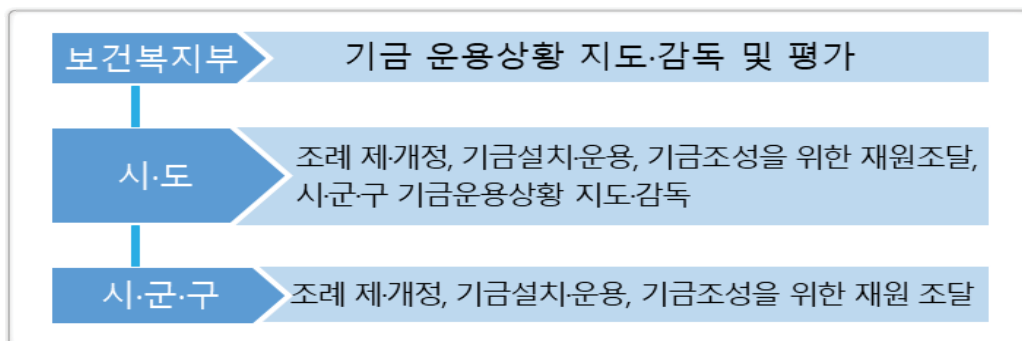 보건복지부
기금 운용상황 지도·감독 및 평가
시·도
조례 제·개정, 기금설치·운용, 기금조성을 위한 재원조달,
시·군·구 기금운용상황 지도·감독
시·군·구
조례 제·개정, 기금설치·운용, 기금조성을 위한 재원 조달